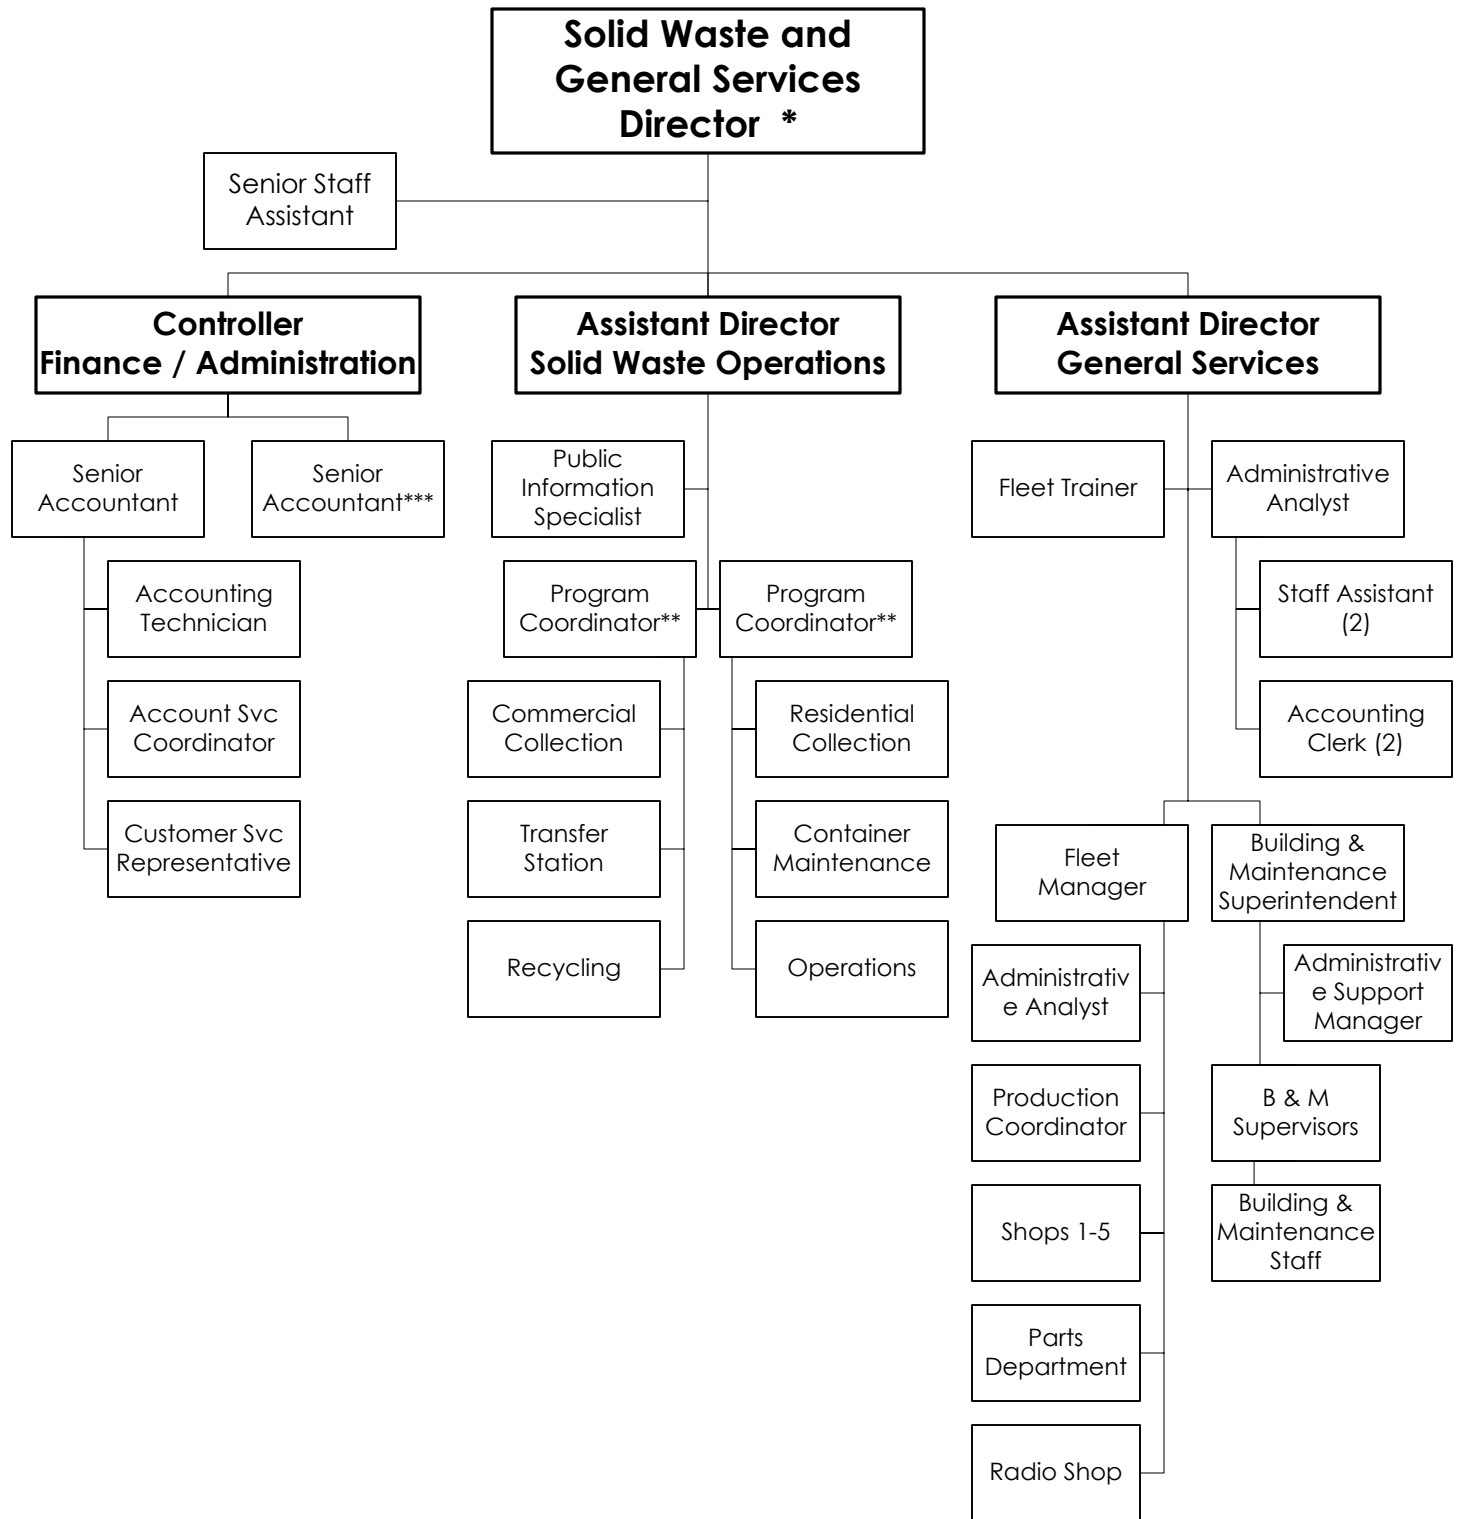 Solid Waste and
General Services
Director *
Senior Staff
Assistant
Controller
Finance / Administration
Assistant Director
Solid Waste Operations
Assistant Director
General Services
Senior
Accountant
Senior
Accountant***
Public
Information
Specialist
Fleet Trainer
Administrative
Analyst
Accounting
Technician
Program
Coordinator**
Program
Coordinator**
Staff Assistant
(2)
Account Svc
Coordinator
Commercial
Collection
Residential
Collection
Accounting
Clerk (2)
Customer Svc
Representative
Transfer
Station
Container
Maintenance
Fleet
Manager
Building &
Maintenance
Superintendent
Recycling
Operations
Administrativ
e Analyst
Administrativ
e Support
Manager
Production
Coordinator
B & M
Supervisors
Shops 1-5
Building &
Maintenance
Staff
Parts
Department
Radio Shop